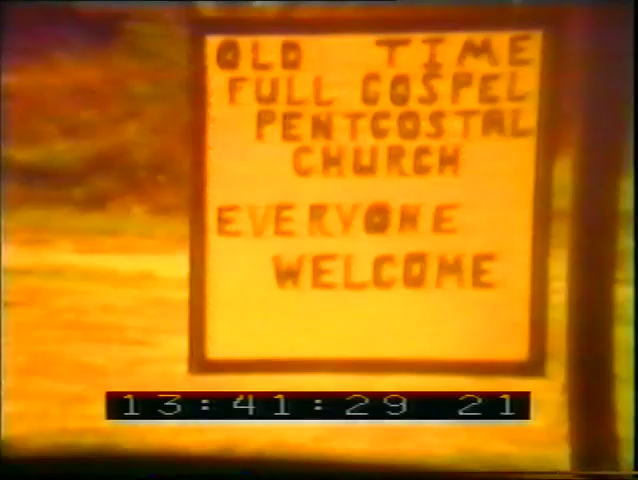 OLD TIME
FULL GOSPEL
PENTCOSTAL
CHURCH
EVERYONE
WELCOME
13:41:29 21